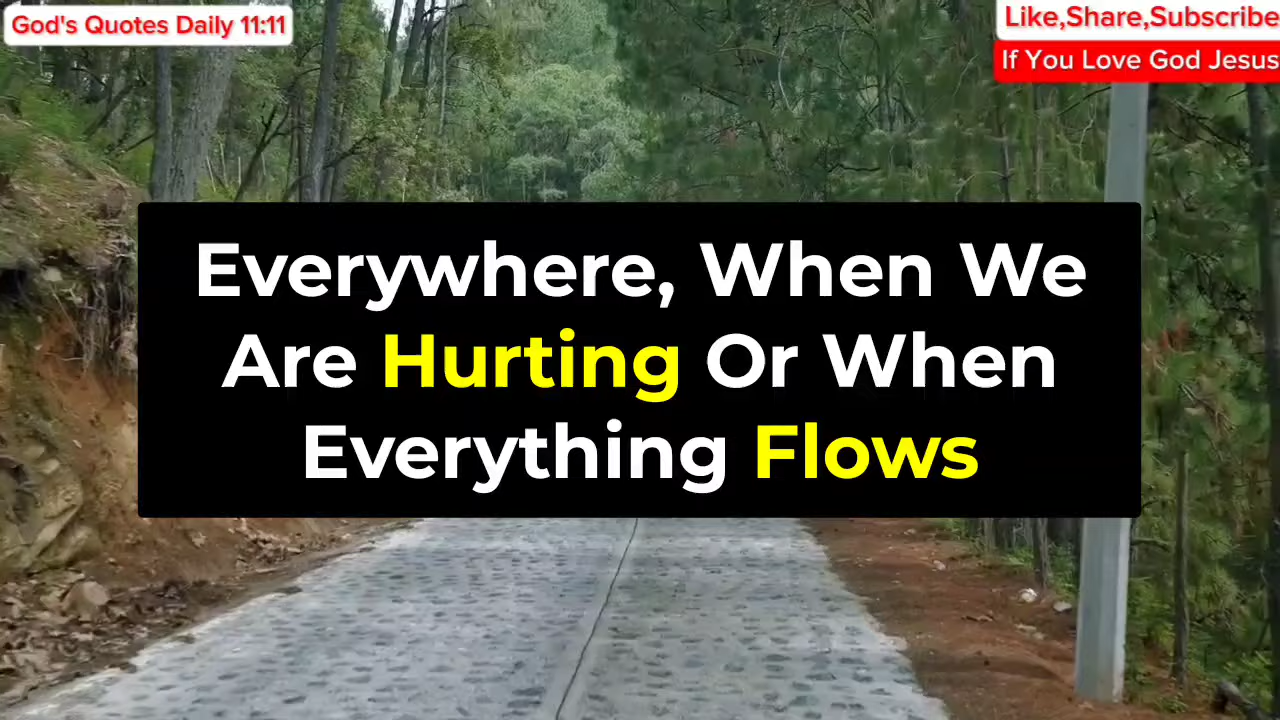 God's Quotes Daily 11:11
Like,Share,Subscribe
If You Love God Jesus
Everywhere, When We
Are Hurting Or When
Everything Flows